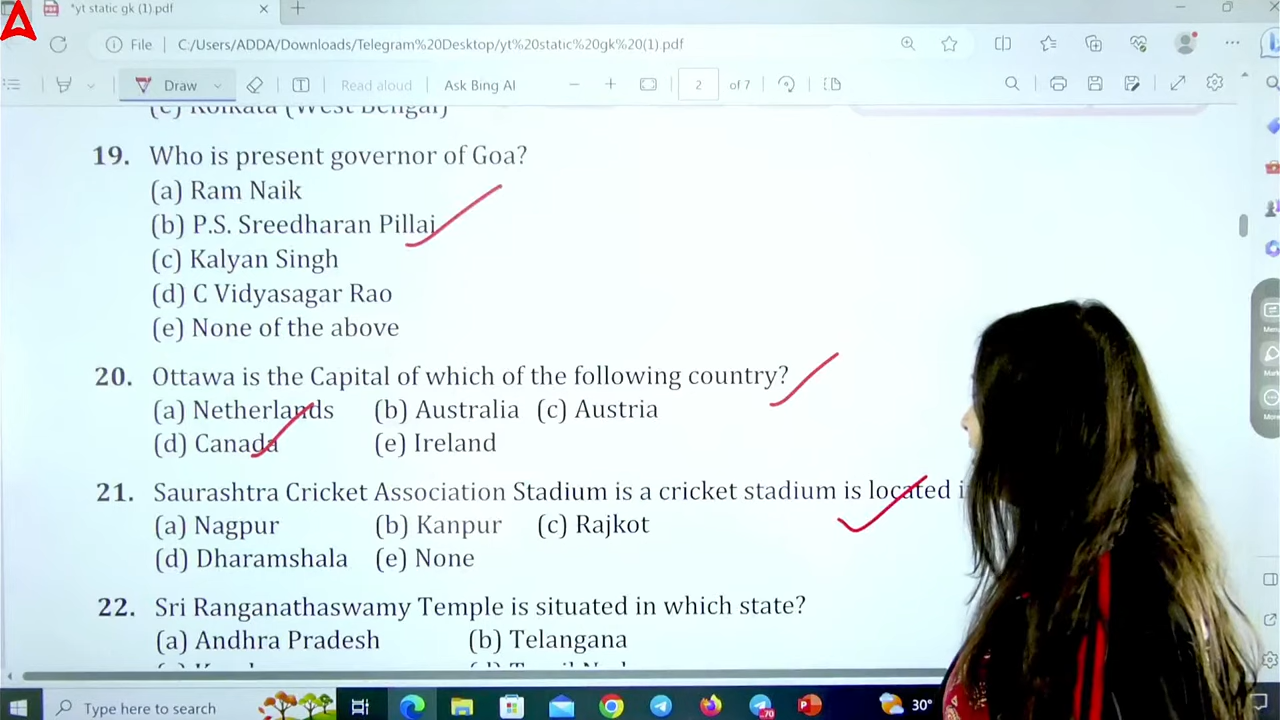 *yt static gk (1).pdf
File
C:/Users/ADDA/Downloads/Telegram%20Desktop/yt%20static%20gk%20(1).pdf
Draw
Read aloud
Ask Bing AI
2
of 7
(c) Kolkata (West Bengal)
19. Who is present governor of Goa?
(a) Ram Naik
(b) P.S. Sreedharan Pillai
(c) Kalyan Singh
(d) C Vidyasagar Rao
(e) None of the above
20. Ottawa is the Capital of which of the following country?
(a) Netherlands (b) Australia (c) Austria
(d) Canada (e) Ireland
21. Saurashtra Cricket Association Stadium is a cricket stadium is located i
(a) Nagpur (b) Kanpur (c) Rajkot
(d) Dharamshala (e) None
22. Sri Ranganathaswamy Temple is situated in which state?
(a) Andhra Pradesh (b) Telangana
Type here to search
70
30°